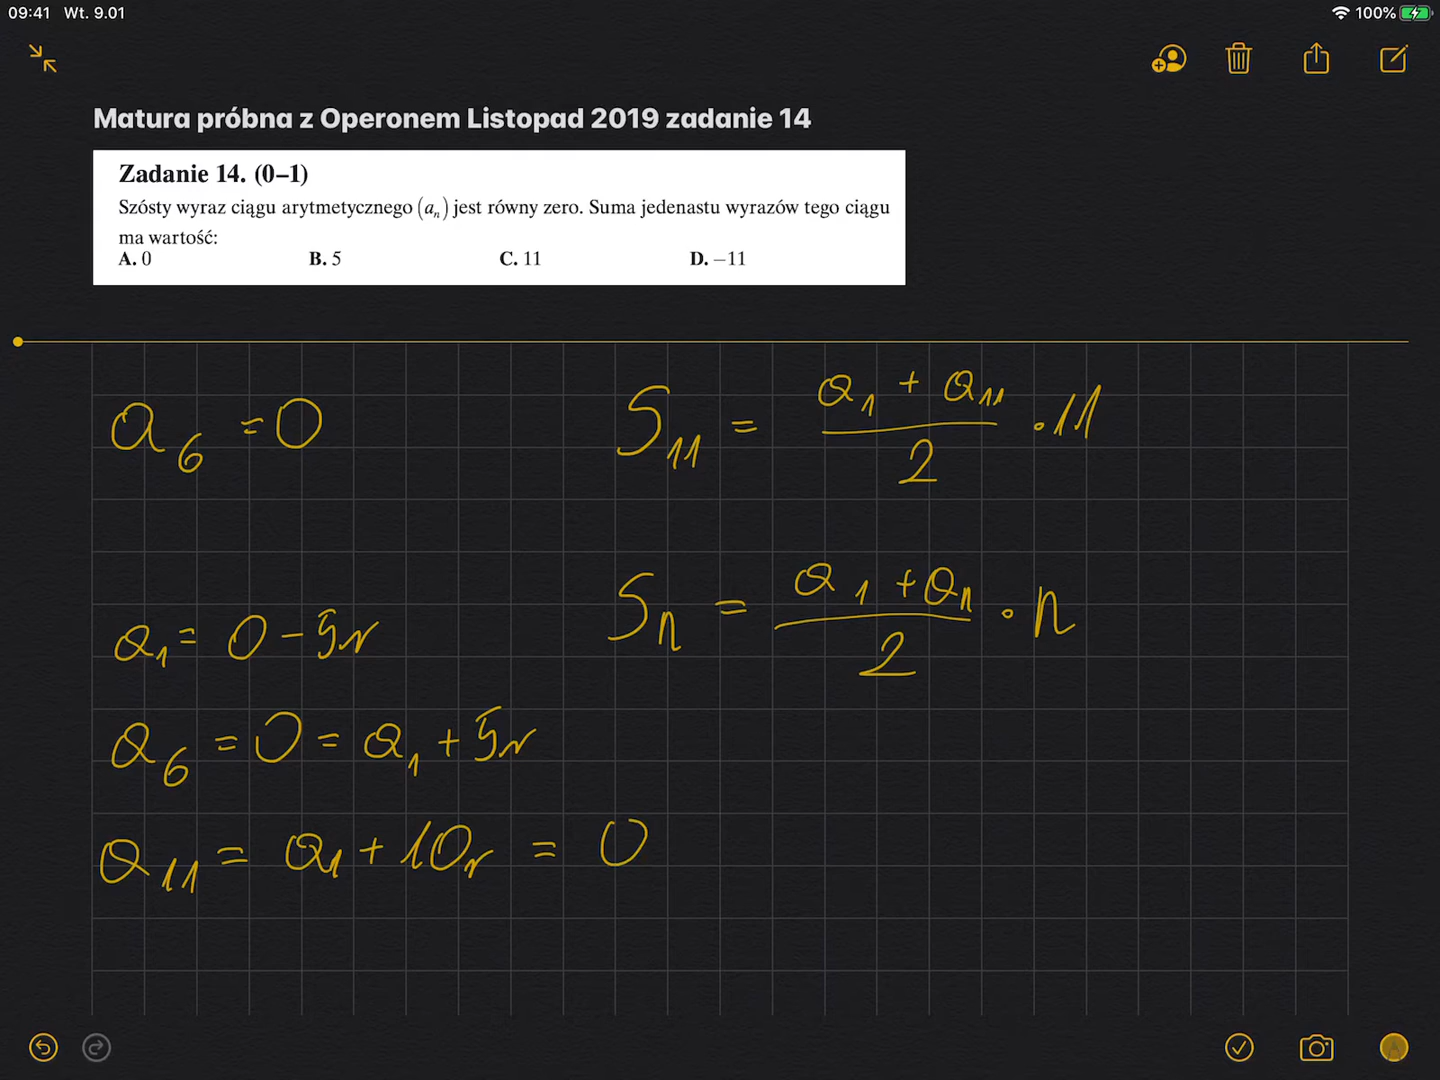 09:41 Wt. 9.01 100%
Matura próbna z Operonem Listopad 2019 zadanie 14
Zadanie 14. (0–1)
Szósty wyraz ciągu arytmetycznego (aₙ) jest równy zero. Suma jedenastu wyrazów tego ciągu
ma wartość:
A. 0 B. 5 C. 11 D. −11
a₆ = 0
S₁₁ = (a₁ + a₁₁)/2 · 11
Sₙ = (a₁ + aₙ)/2 · n
a₁ = 0 − 5r
a₆ = 0 = a₁ + 5r
a₁₁ = a₁ + 10r = 0